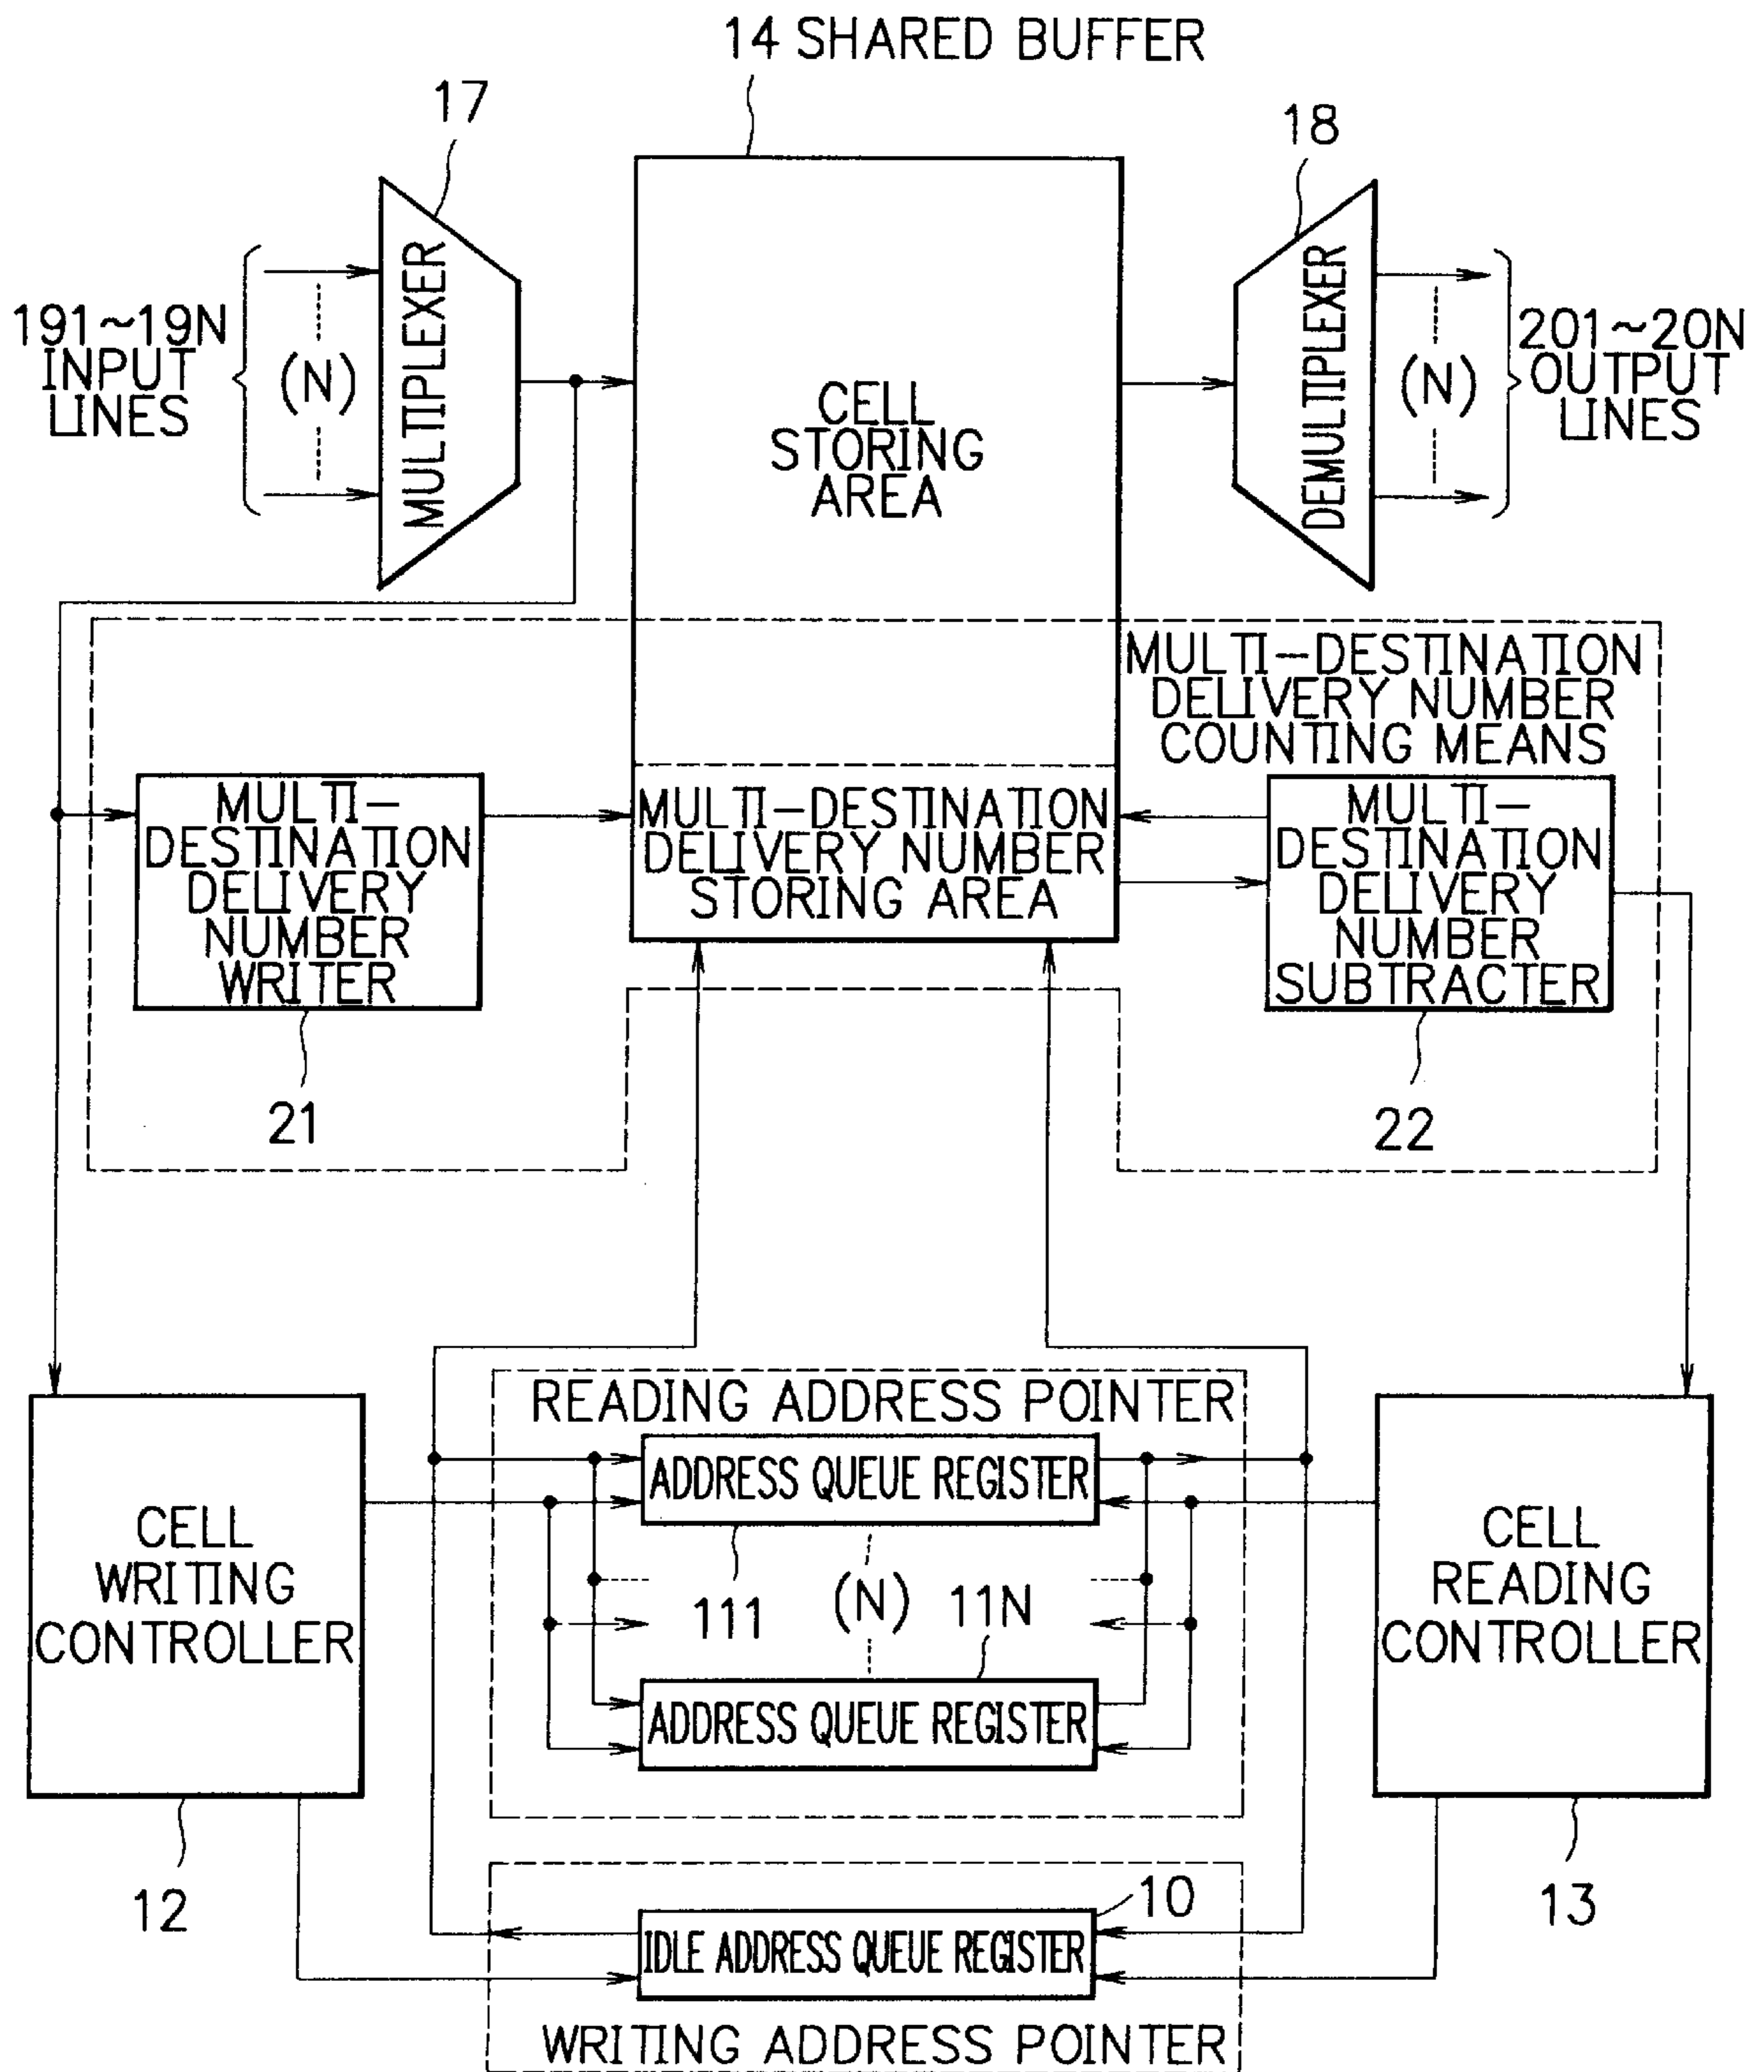 14 SHARED BUFFER
17
18
191~19N
INPUT
LINES
(N)
MULTIPLEXER
CELL
STORING
AREA
DEMULTIPLEXER
(N)
201~20N
OUTPUT
LINES
MULTI-DESTINATION
DELIVERY NUMBER
COUNTING MEANS
MULTI-
DESTINATION
DELIVERY
NUMBER
WRITER
MULTI-DESTINATION
DELIVERY NUMBER
STORING AREA
MULTI-
DESTINATION
DELIVERY
NUMBER
SUBTRACTER
21
22
READING ADDRESS POINTER
ADDRESS QUEUE REGISTER
CELL
WRITING
CONTROLLER
111
(N)
11N
CELL
READING
CONTROLLER
ADDRESS QUEUE REGISTER
12
10
13
IDLE ADDRESS QUEUE REGISTER
WRITING ADDRESS POINTER